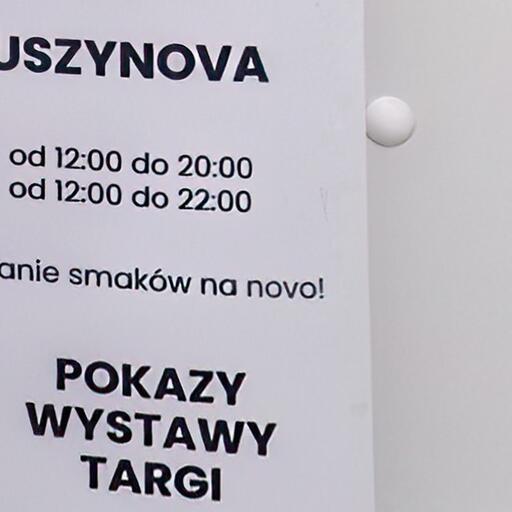 USZYNOVA
od 12:00 do 20:00
od 12:00 do 22:00
anie smaków na novo!
POKAZY
WYSTAWY
TARGI